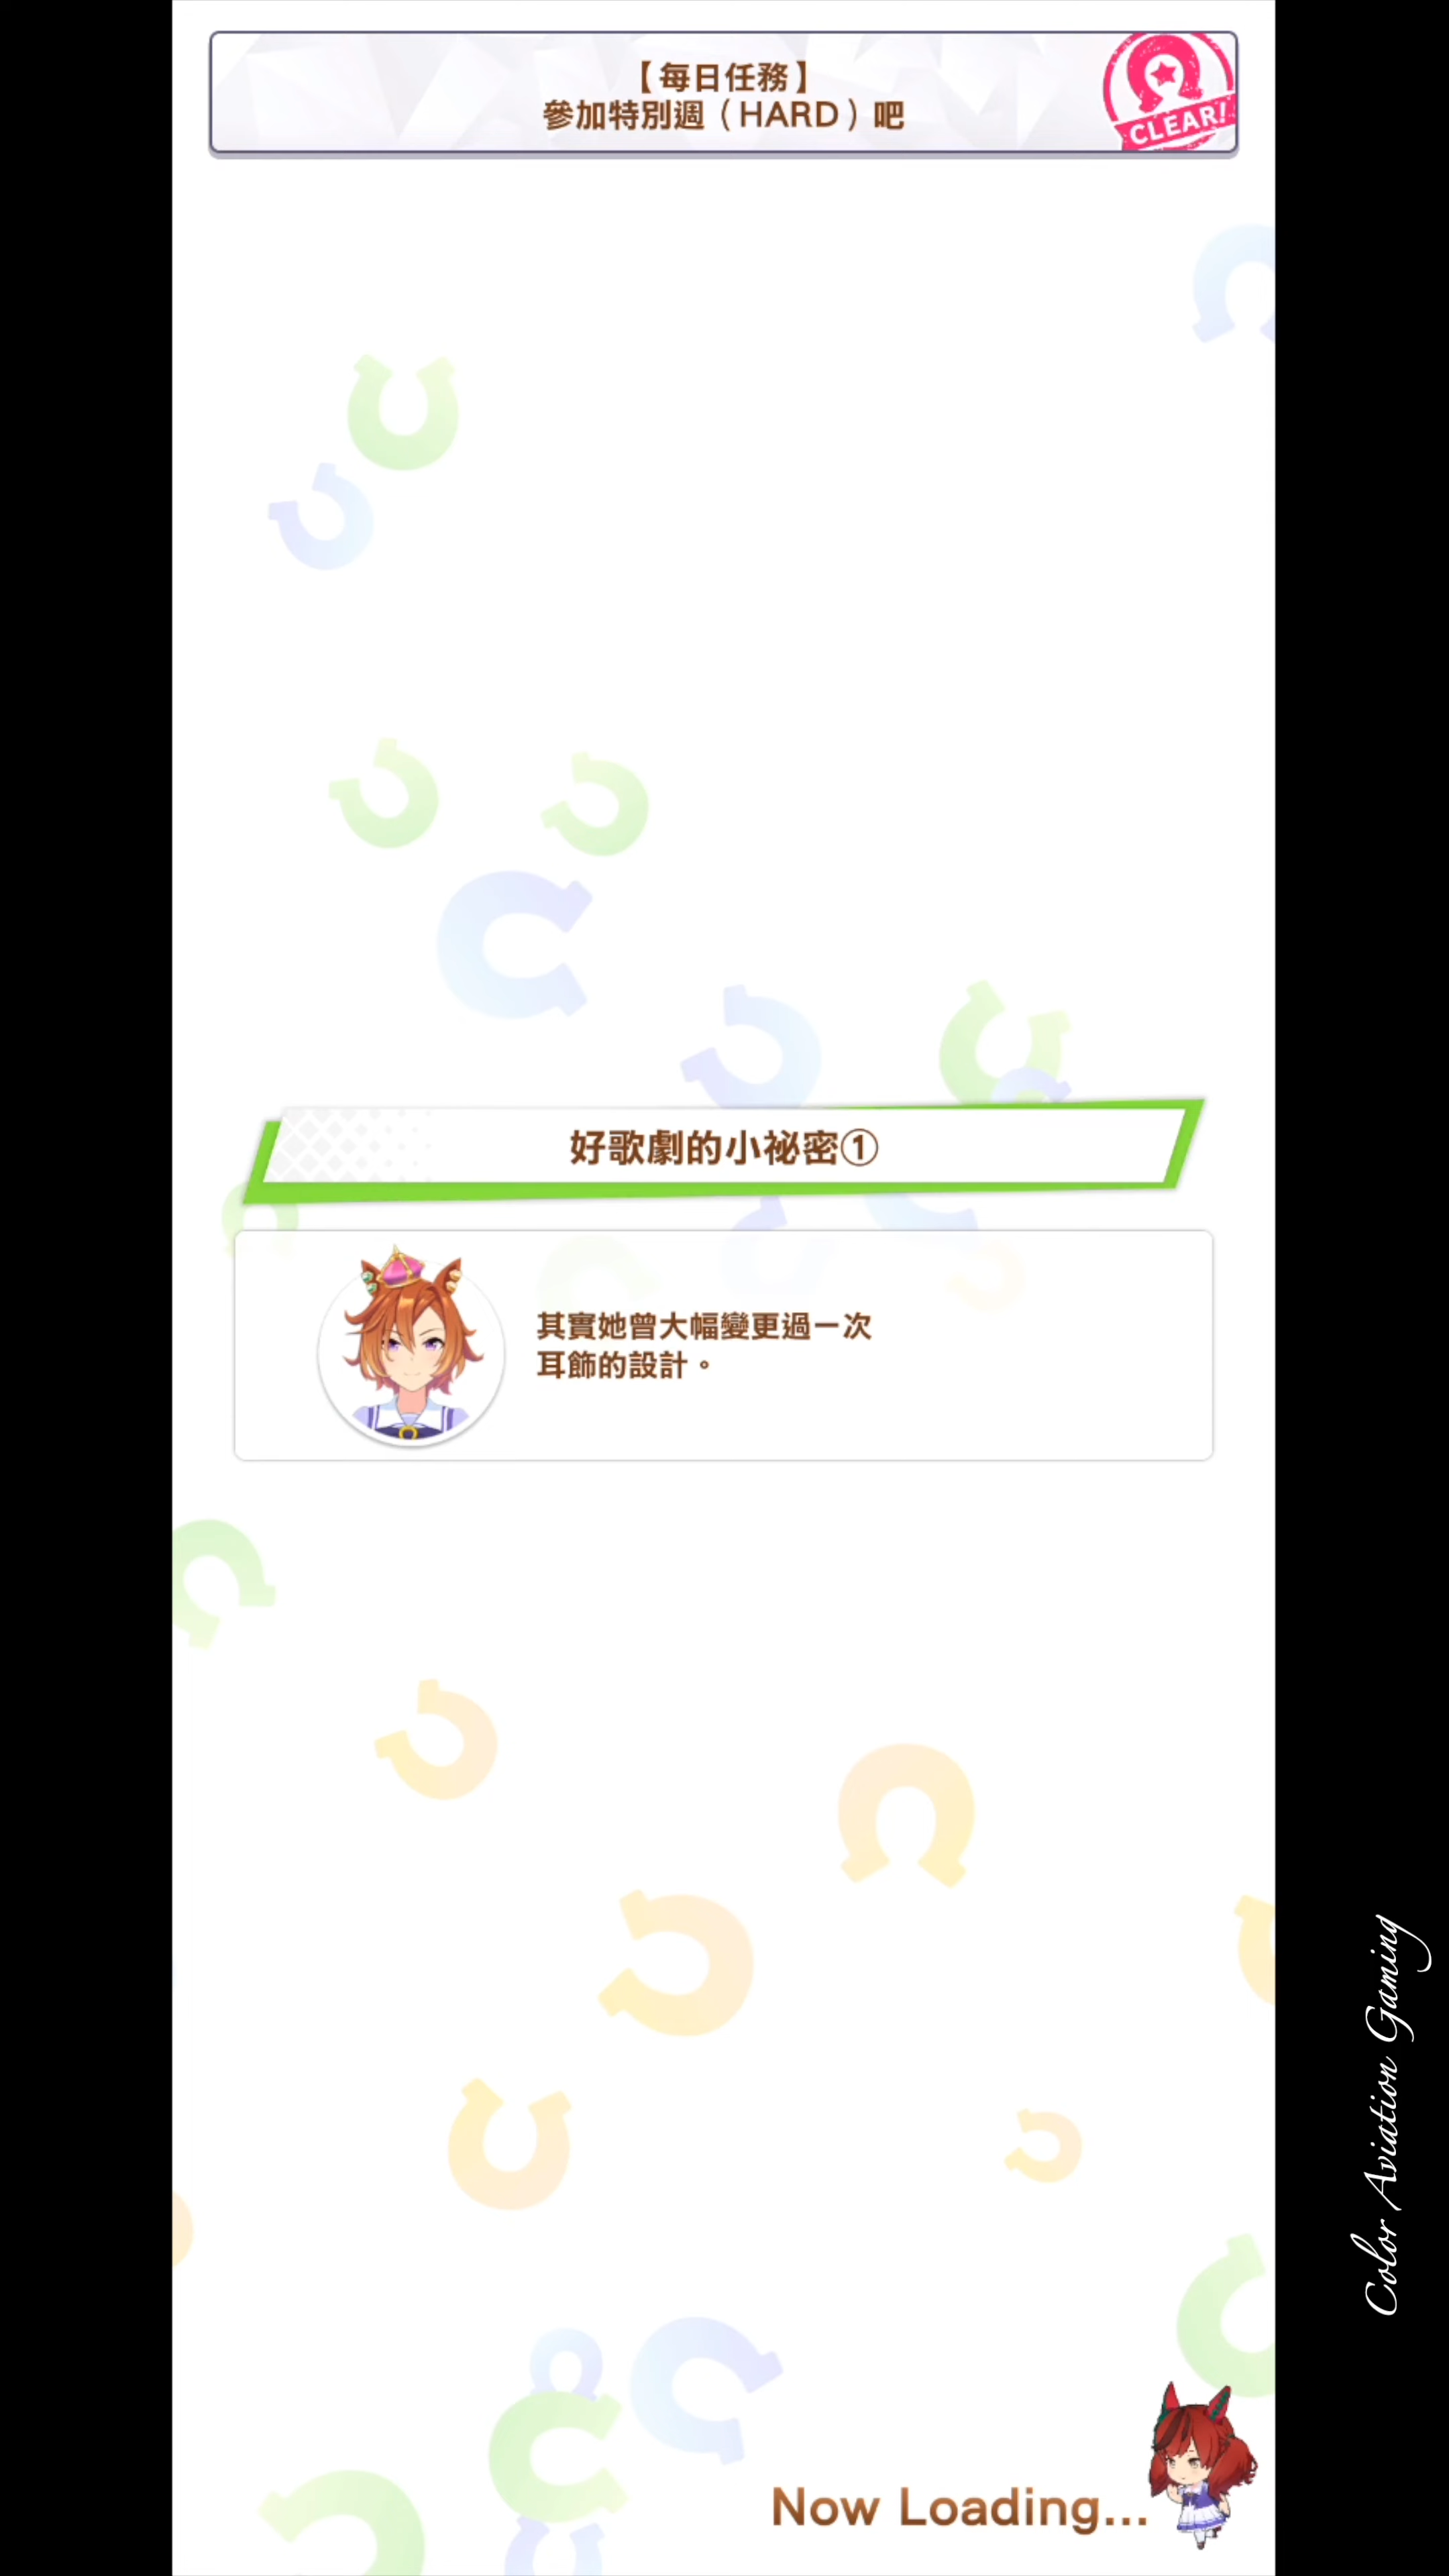 【每日任務】
參加特別週（HARD）吧
CLEAR!
好歌劇的小祕密①
其實她曾大幅變更過一次
耳飾的設計。
Now Loading...
Color Aviation Gaming